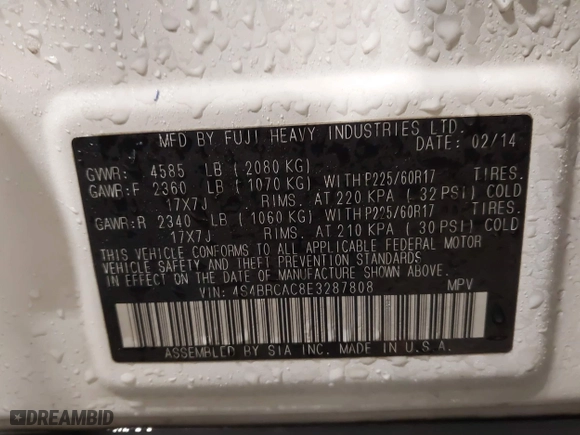 MFD BY FUJI HEAVY INDUSTRIES LTD.
DATE: 02/14
GVWR: 4585 LB (2080 KG)
GAWR:F 2360 LB (1070 KG) WITH P225/60R17 TIRES.
17X7J RIMS. AT 220 KPA (32 PSI) COLD
GAWR:R 2340 LB (1060 KG) WITH P225/60R17 TIRES.
17X7J RIMS. AT 210 KPA (30 PSI) COLD
THIS VEHICLE CONFORMS TO ALL APPLICABLE FEDERAL MOTOR
VEHICLE SAFETY AND THEFT PREVENTION STANDARDS
IN EFFECT ON THE DATE OF MANUFACTURE SHOWN ABOVE.
VIN: 4S4BRCAC8E3287808 MPV
ASSEMBLED BY SIA INC. MADE IN U.S.A.
DREAMBID